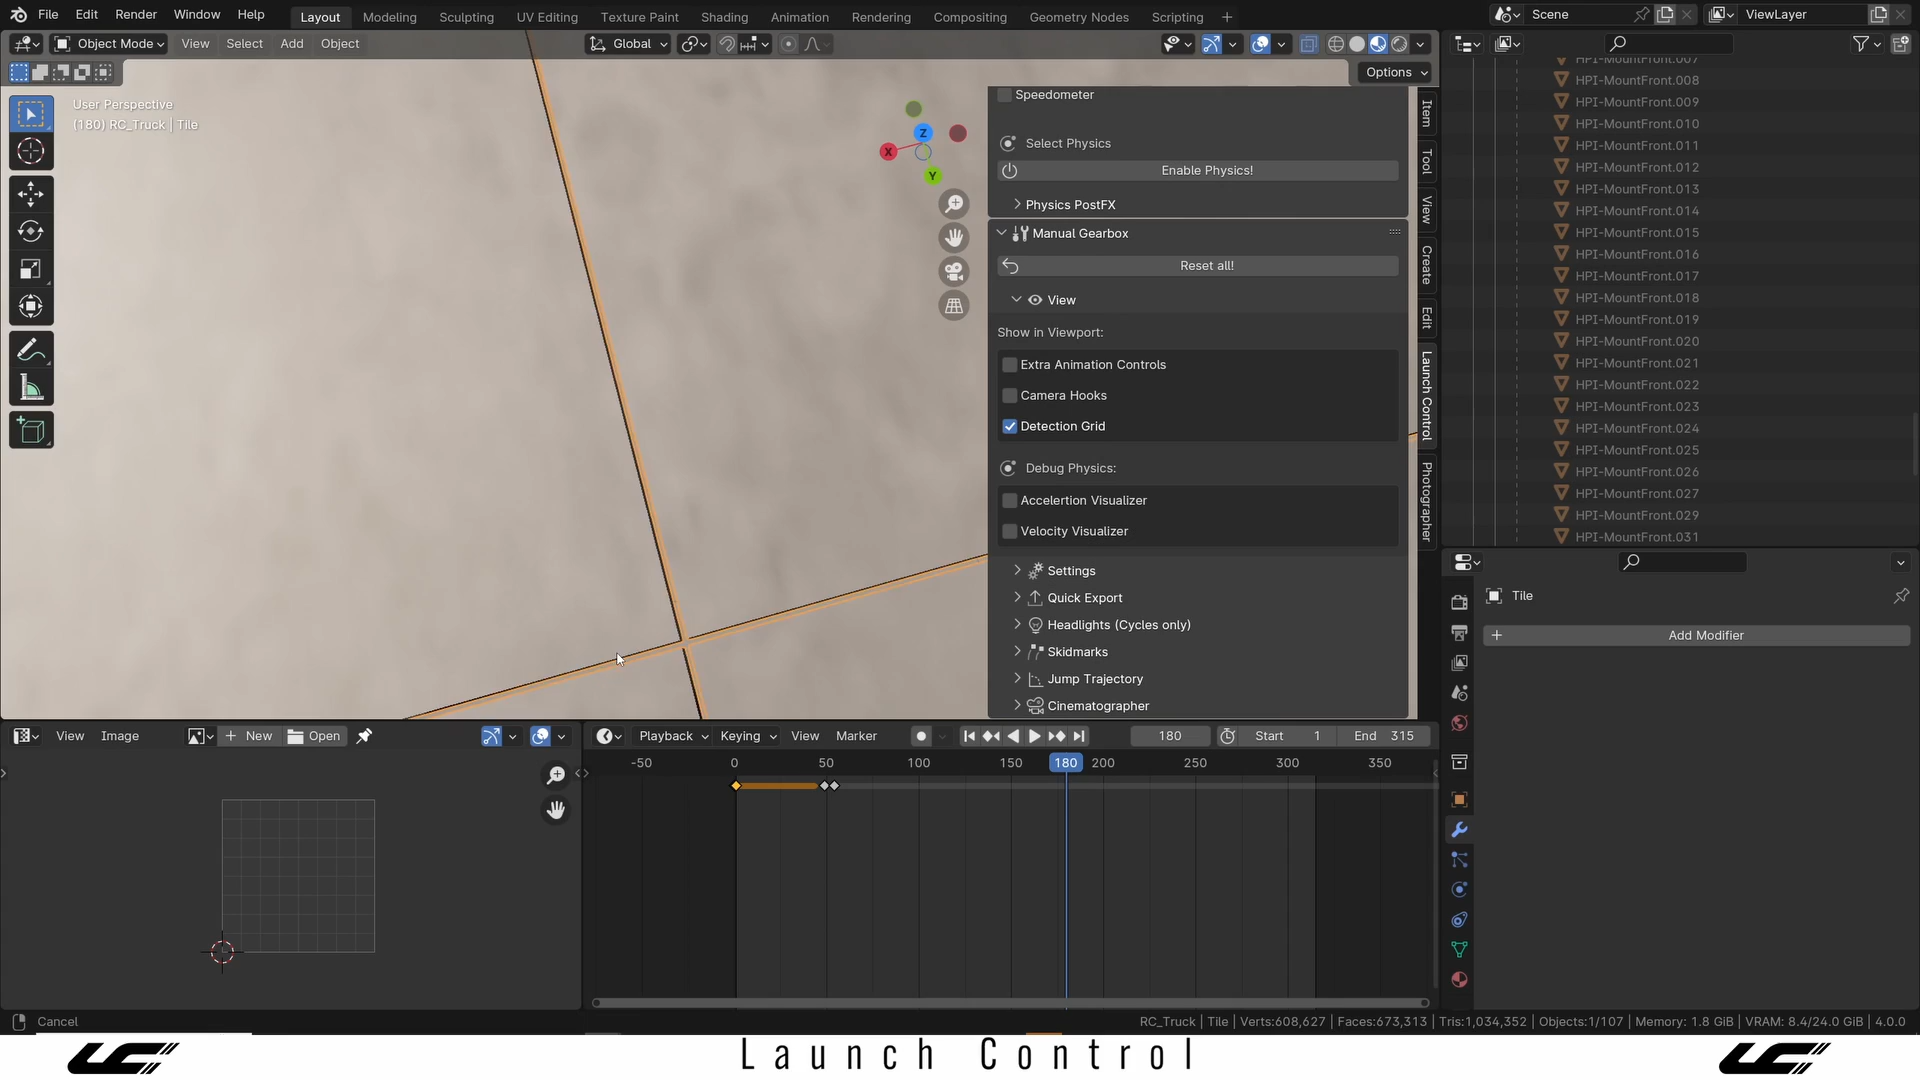 File Edit Render Window Help Layout Modeling Sculpting UV Editing Texture Paint Shading Animation Rendering Compositing Geometry Nodes Scripting + Scene ViewLayer
Object Mode View Select Add Object Global
Options
User Perspective
(180) RC_Truck | Tile
X Y Z
Speedometer
Select Physics
Enable Physics!
Physics PostFX
Manual Gearbox
Reset all!
View
Show in Viewport:
Extra Animation Controls
Camera Hooks
Detection Grid
Debug Physics:
Accelertion Visualizer
Velocity Visualizer
Settings
Quick Export
Headlights (Cycles only)
Skidmarks
Jump Trajectory
Cinematographer
Item
Tool
View
Create
Edit
Launch Control
Photographer
HPI-MountFront.007
HPI-MountFront.008
HPI-MountFront.009
HPI-MountFront.010
HPI-MountFront.011
HPI-MountFront.012
HPI-MountFront.013
HPI-MountFront.014
HPI-MountFront.015
HPI-MountFront.016
HPI-MountFront.017
HPI-MountFront.018
HPI-MountFront.019
HPI-MountFront.020
HPI-MountFront.021
HPI-MountFront.022
HPI-MountFront.023
HPI-MountFront.024
HPI-MountFront.025
HPI-MountFront.026
HPI-MountFront.027
HPI-MountFront.029
HPI-MountFront.031
Tile
+ Add Modifier
View Image + New Open
Playback Keying View Marker 180 Start 1 End 315
-50 0 50 100 150 180 200 250 300 350
Cancel
RC_Truck | Tile | Verts:608,627 | Faces:673,313 | Tris:1,034,352 | Objects:1/107 | Memory: 1.8 GiB | VRAM: 8.4/24.0 GiB | 4.0.0
Launch Control